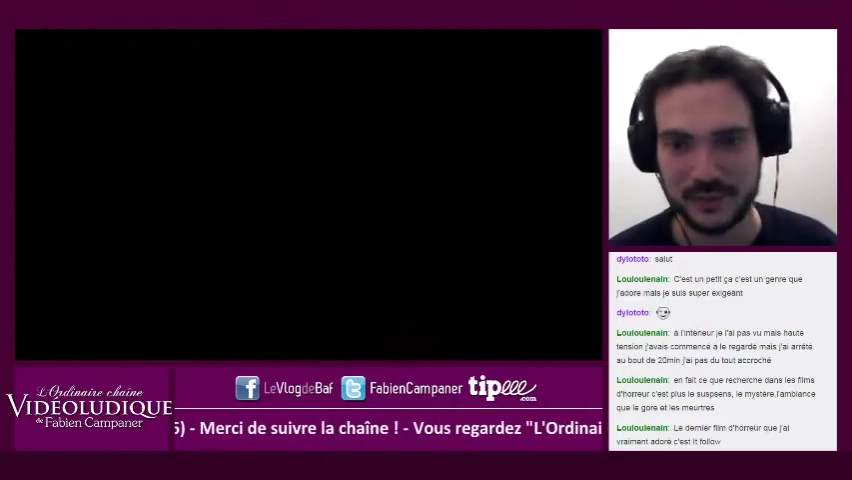 dylototo: salut
Louloulenain: C'est un petit ça c'est un genre que
j'adore mais je suis super exigeant
dylototo:
Louloulenain: à l'intérieur je l'ai pas vu mais haute
tension j'avais commencé à le regardé mais j'ai arrêté
au bout de 20min j'ai pas du tout accroché
Louloulenain: en fait ce que recherche dans les films
d'horreur c'est plus le suspens, le mystère,l'ambiance
que le gore et les meurtres
Louloulenain: Le dernier film d'horreur que j'ai
vraiment adoré c'est It follow
L'Ordinaire chaîne
VIDÉOLUDIQUE
de Fabien Campaner
LeVlogdeBaf FabienCampaner tipeee.com
5) - Merci de suivre la chaîne ! - Vous regardez "L'Ordinai